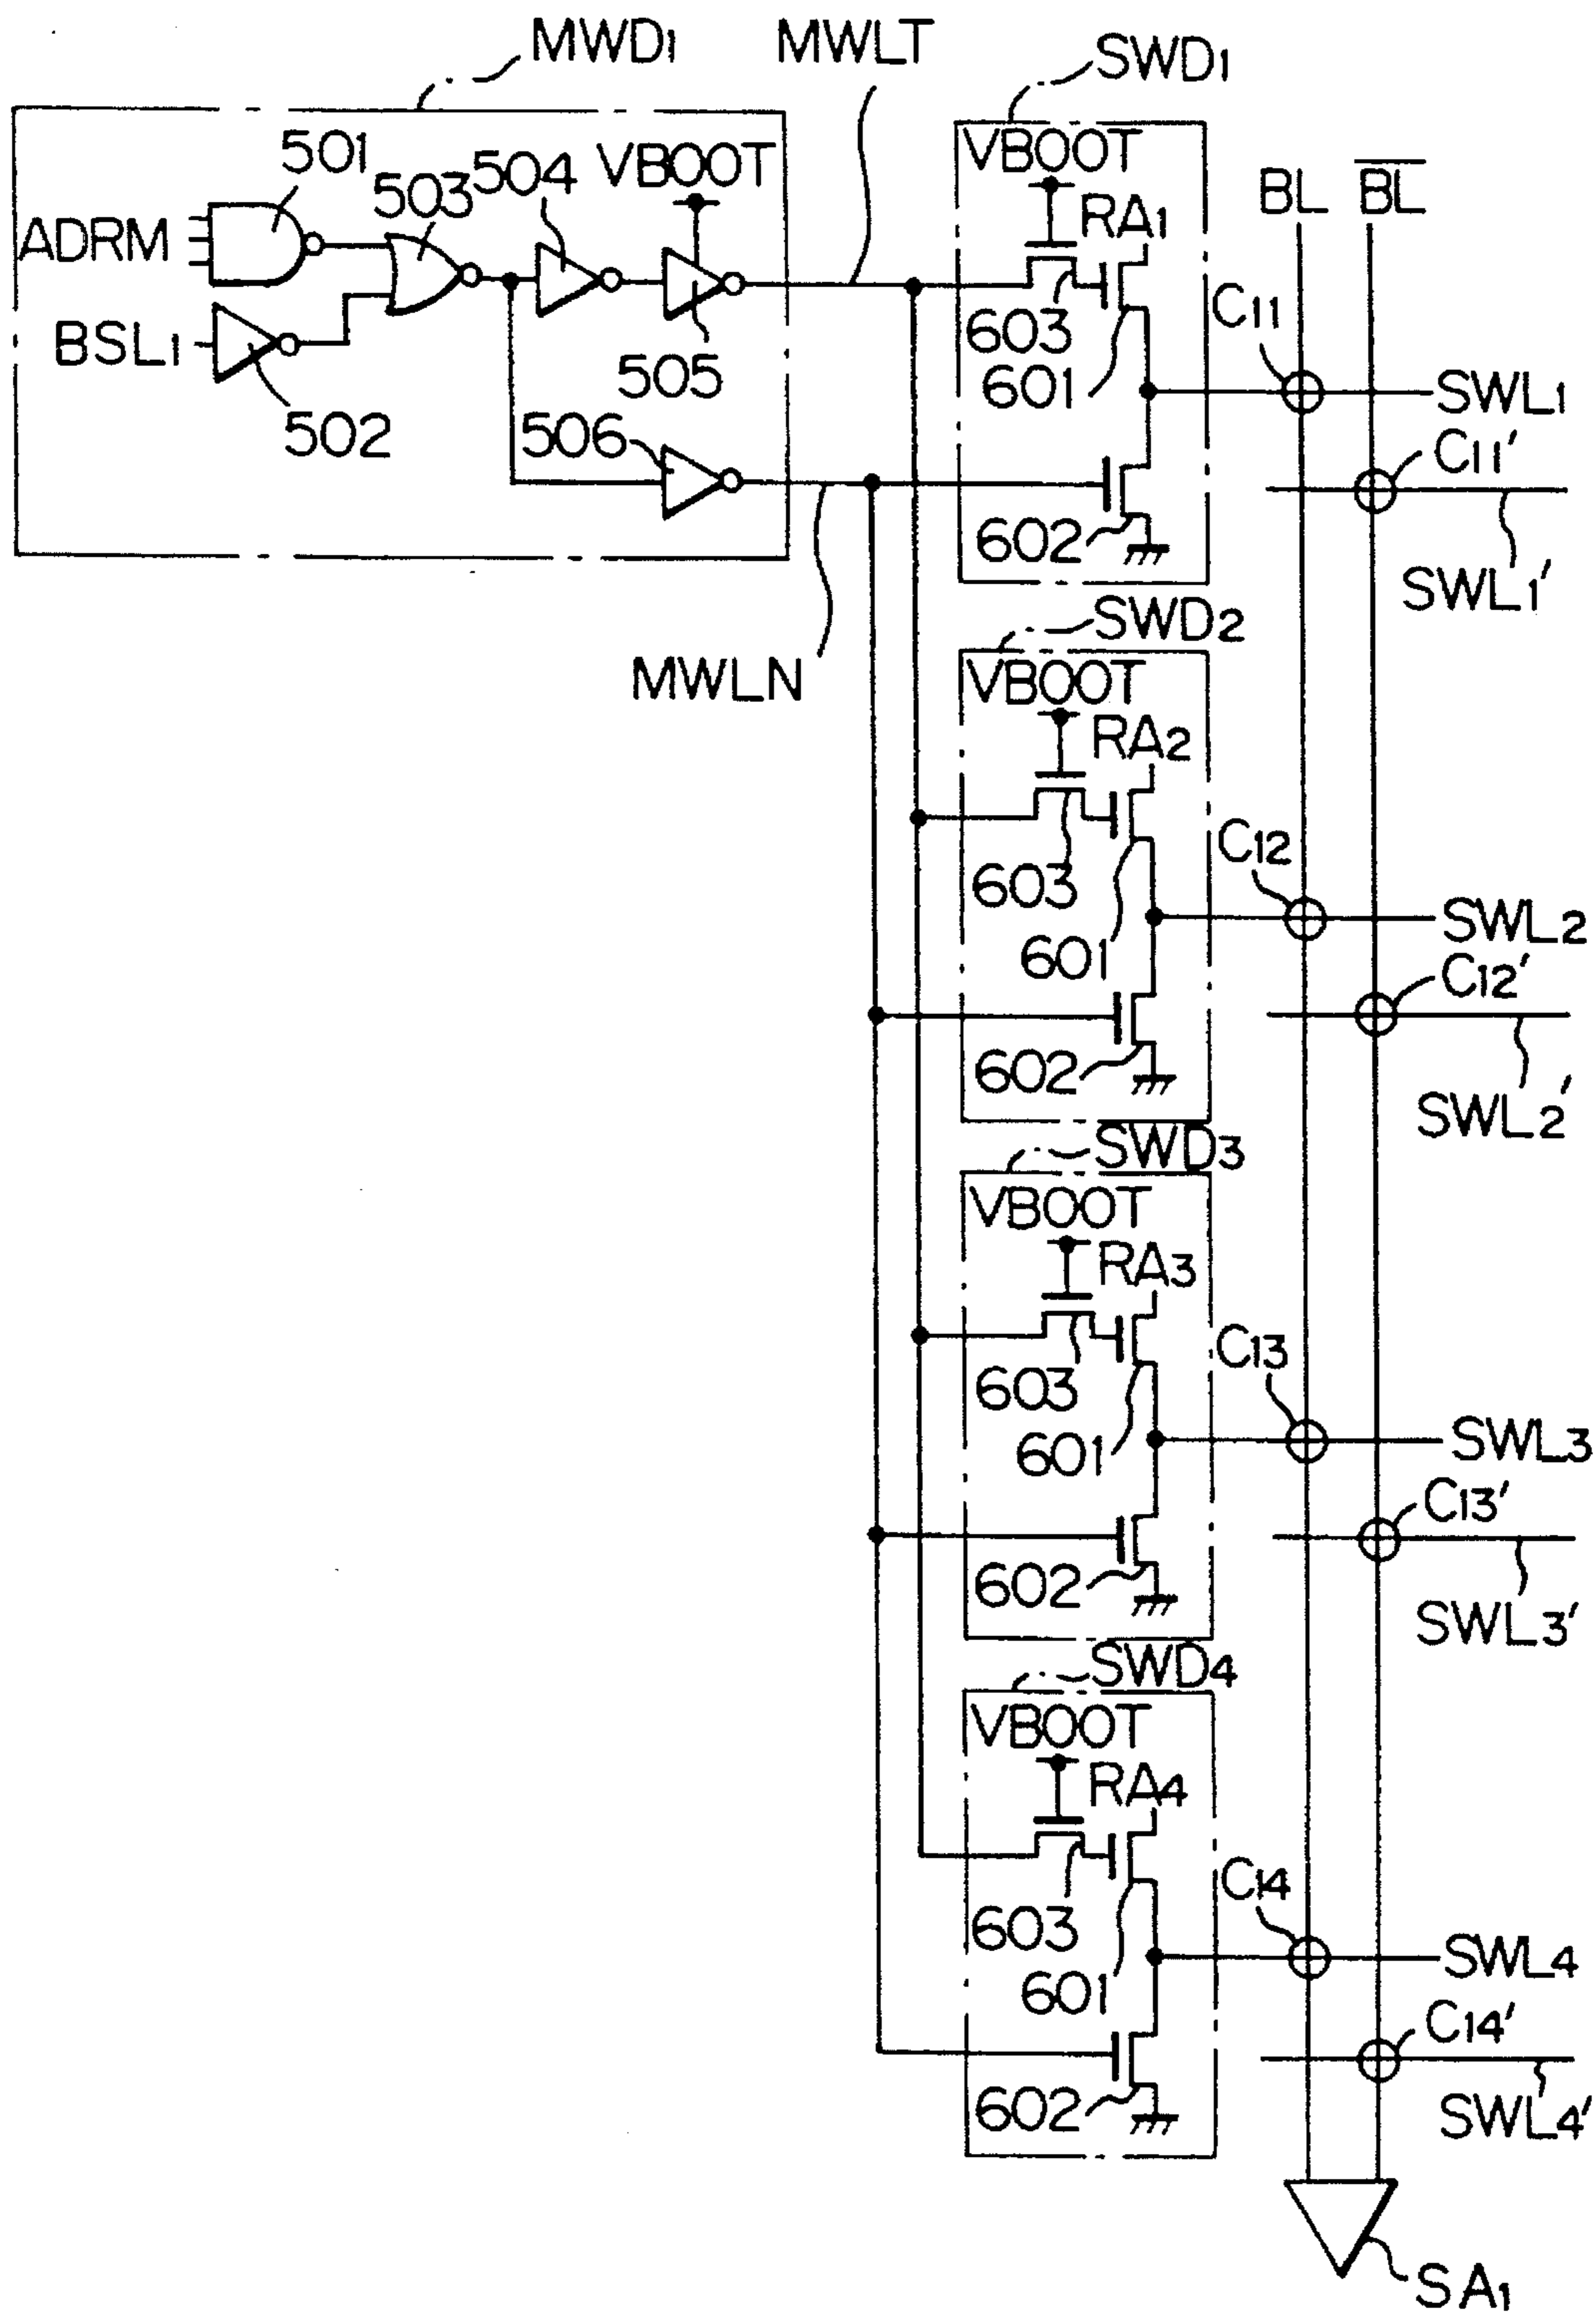 MWD1
MWLT
SWD1
501
504
VBOOT
503
ADRM
BSL1
502
505
506
MWLN
VBOOT
RA1
603
601
602
BL
BL
C11
SWL1
C11'
SWL1'
SWD2
VBOOT
RA2
603
601
602
C12
SWL2
C12'
SWL2'
SWD3
VBOOT
RA3
603
601
602
C13
SWL3
C13'
SWL3'
SWD4
VBOOT
RA4
603
601
602
C14
SWL4
C14'
SWL4'
SA1